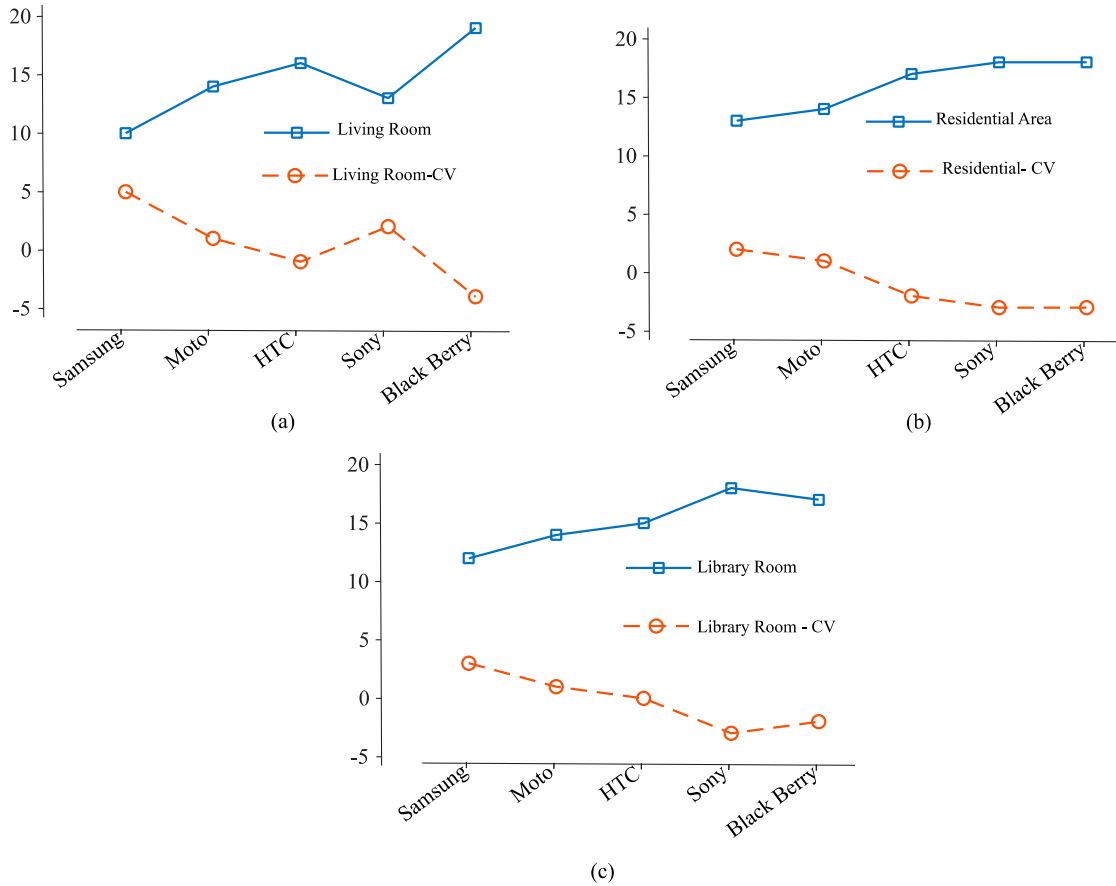 20
15
10
5
0
-5
Living Room
Living Room-CV
Samsung
Moto
HTC
Sony
Black Berry
(a)
20
15
10
5
0
-5
Residential Area
Residential- CV
Samsung
Moto
HTC
Sony
Black Berry
(b)
20
15
10
5
0
-5
Library Room
Library Room - CV
Samsung
Moto
HTC
Sony
Black Berry
(c)